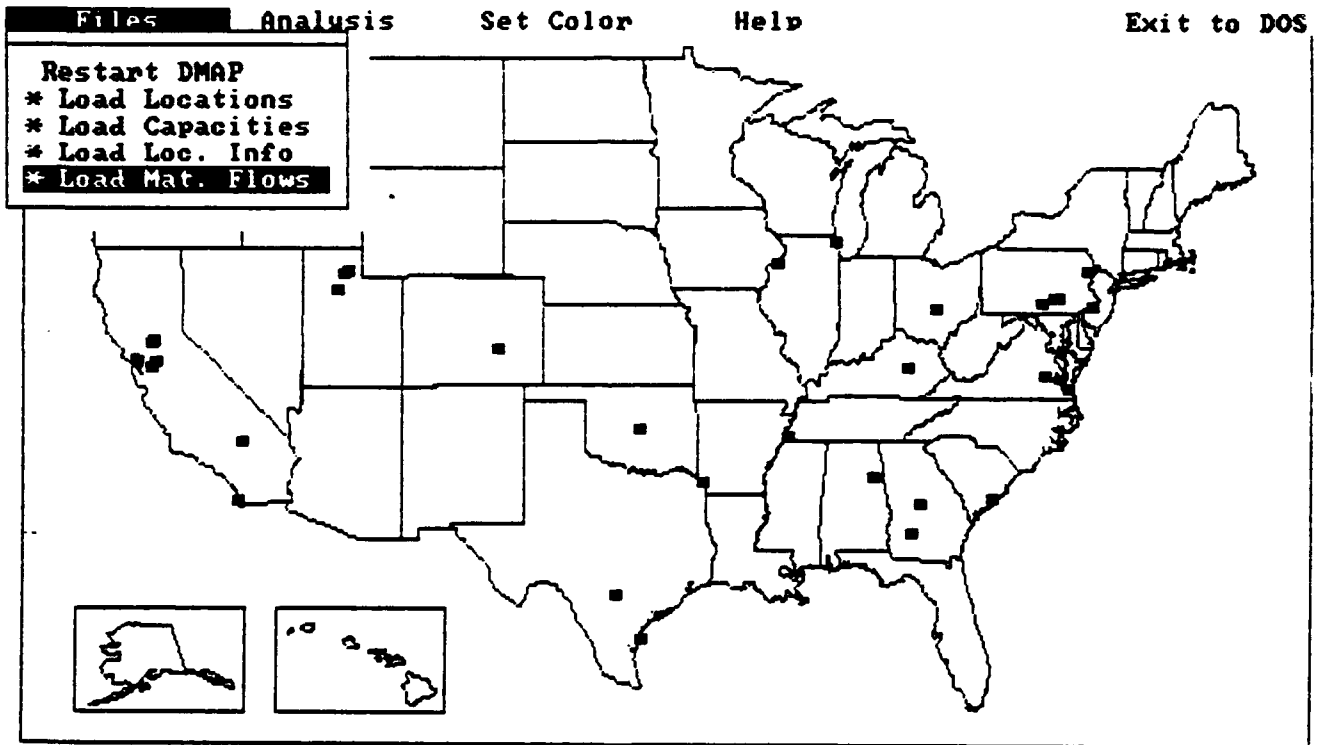 Files Analysis Set Color Help Exit to DOS
Restart DMAP
* Load Locations
* Load Capacities
* Load Loc. Info
* Load Mat. Flows